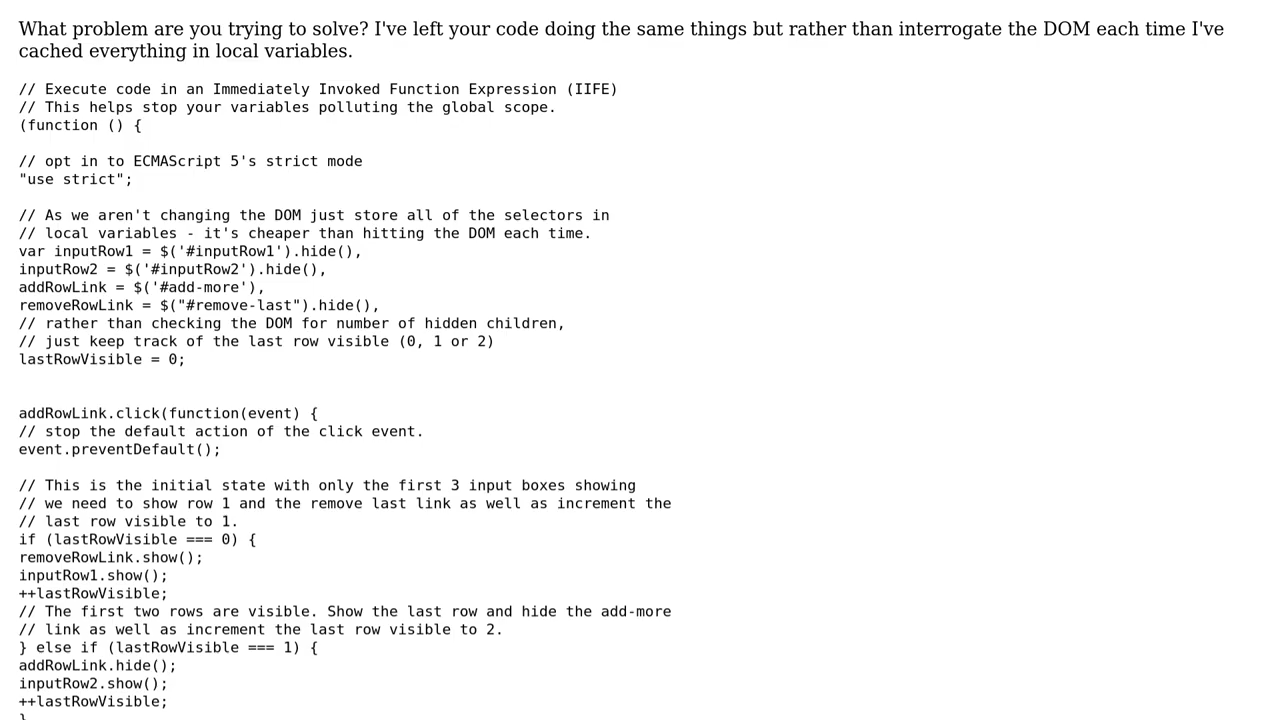 What problem are you trying to solve? I've left your code doing the same things but rather than interrogate the DOM each time I've
cached everything in local variables.
// Execute code in an Immediately Invoked Function Expression (IIFE)
// This helps stop your variables polluting the global scope.
(function () {
// opt in to ECMAScript 5's strict mode
"use strict";
// As we aren't changing the DOM just store all of the selectors in
// local variables - it's cheaper than hitting the DOM each time.
var inputRow1 = $('#inputRow1').hide(),
inputRow2 = $('#inputRow2').hide(),
addRowLink = $('#add-more'),
removeRowLink = $("#remove-last").hide(),
// rather than checking the DOM for number of hidden children,
// just keep track of the last row visible (0, 1 or 2)
lastRowVisible = 0;
addRowLink.click(function(event) {
// stop the default action of the click event.
event.preventDefault();
// This is the initial state with only the first 3 input boxes showing
// we need to show row 1 and the remove last link as well as increment the
// last row visible to 1.
if (lastRowVisible === 0) {
removeRowLink.show();
inputRow1.show();
++lastRowVisible;
// The first two rows are visible. Show the last row and hide the add-more
// link as well as increment the last row visible to 2.
} else if (lastRowVisible === 1) {
addRowLink.hide();
inputRow2.show();
++lastRowVisible;
}